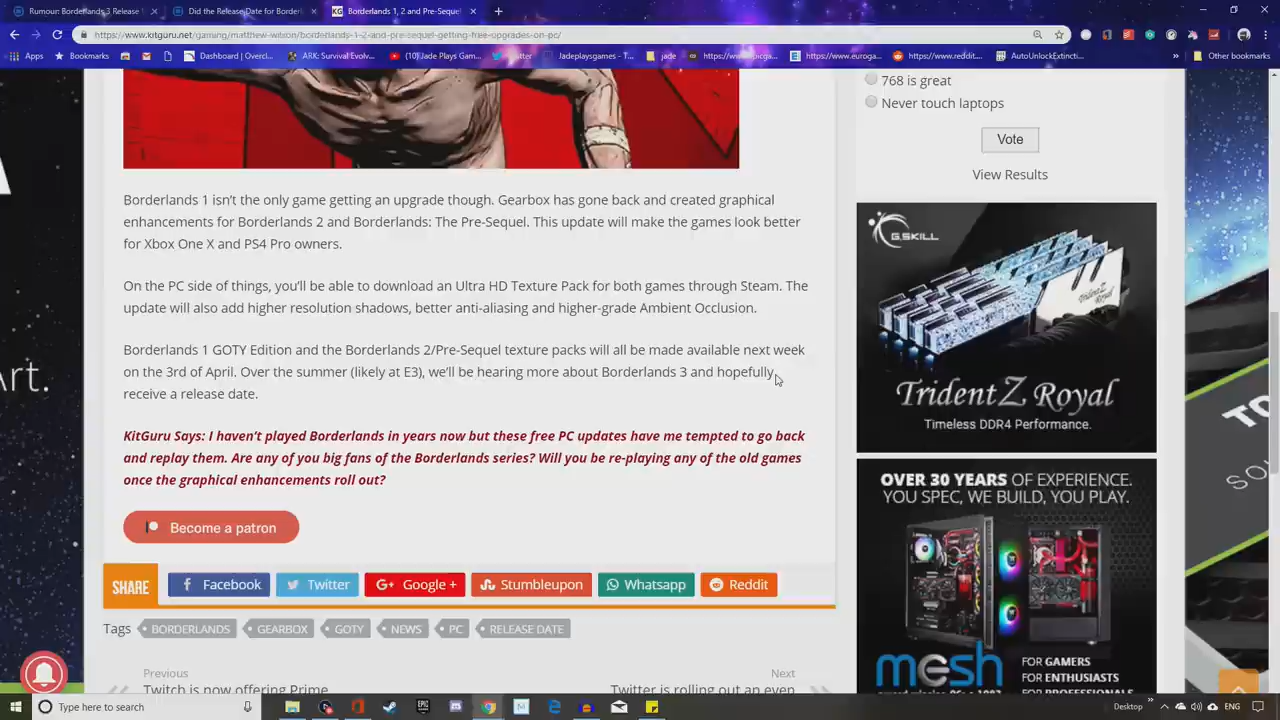 Rumour: Borderlands 3 Release
Did the Release Date for Border
KG Borderlands 1, 2 and Pre-Sequel
https://www.kitguru.net/gaming/matthew-wilson/borderlands-1-2-and-pre-sequel-getting-free-upgrades-on-pc/
Apps Bookmarks Dashboard | Overcl ARK: Survival Evolv (10) Jade Plays Gam Twitter Jadeplaysgames - T jade https://www.reddit AutoUnlockExtincti Other bookmarks
768 is great
Never touch laptops
Vote
View Results
Borderlands 1 isn't the only game getting an upgrade though. Gearbox has gone back and created graphical
enhancements for Borderlands 2 and Borderlands: The Pre-Sequel. This update will make the games look better
for Xbox One X and PS4 Pro owners.
On the PC side of things, you'll be able to download an Ultra HD Texture Pack for both games through Steam. The
update will also add higher resolution shadows, better anti-aliasing and higher-grade Ambient Occlusion.
Borderlands 1 GOTY Edition and the Borderlands 2/Pre-Sequel texture packs will all be made available next week
on the 3rd of April. Over the summer (likely at E3), we'll be hearing more about Borderlands 3 and hopefully
receive a release date.
KitGuru Says: I haven't played Borderlands in years now but these free PC updates have me tempted to go back
and replay them. Are any of you big fans of the Borderlands series? Will you be re-playing any of the old games
once the graphical enhancements roll out?
Become a patron
SHARE Facebook Twitter Google + Stumbleupon Whatsapp Reddit
Tags BORDERLANDS GEARBOX GOTY NEWS PC RELEASE DATE
Previous
Twitch is now offering Prime
Next
Twitter is rolling out an even
G.SKILL
Trident Z Royal
Timeless DDR4 Performance.
OVER 30 YEARS OF EXPERIENCE.
YOU SPEC, WE BUILD, YOU PLAY.
mesh
FOR GAMERS
FOR ENTHUSIASTS
FOR PROFESSIONALS
Art.
Type here to search
Desktop
ENG